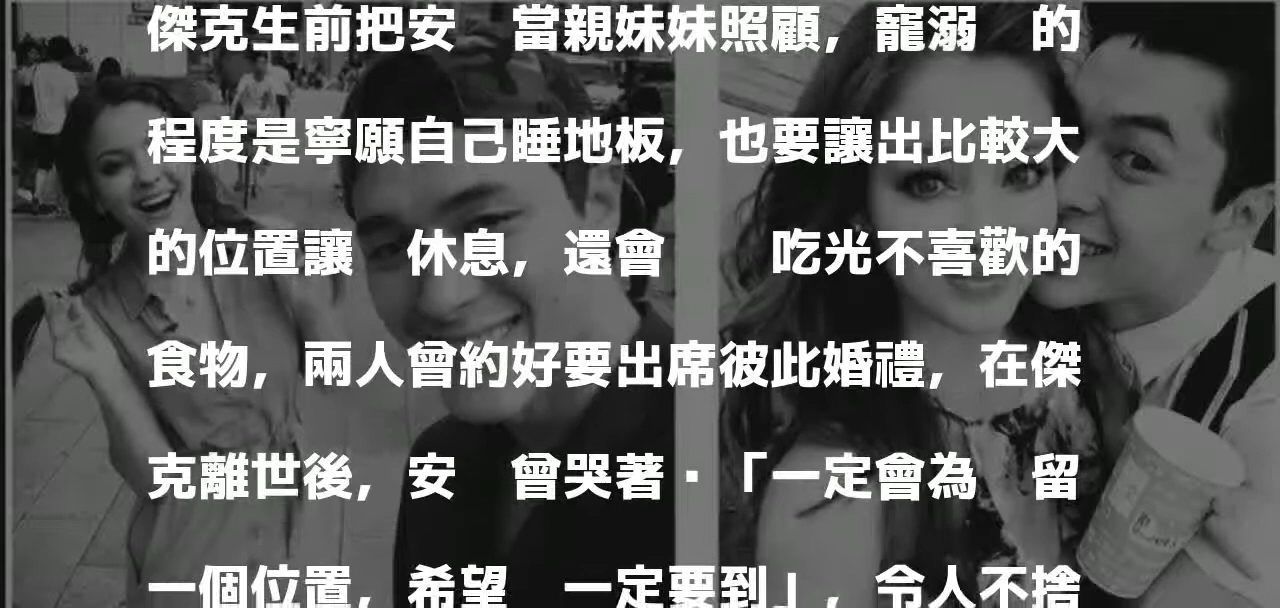 傑克生前把安　當親妹妹照顧，寵溺　的
程度是寧願自己睡地板，也要讓出比較大
的位置讓　休息，還會　　吃光不喜歡的
食物，兩人曾約好要出席彼此婚禮，在傑
克離世後，安　曾哭著·「一定會為　留
一個位置，希望　一定要到」，令人不捨